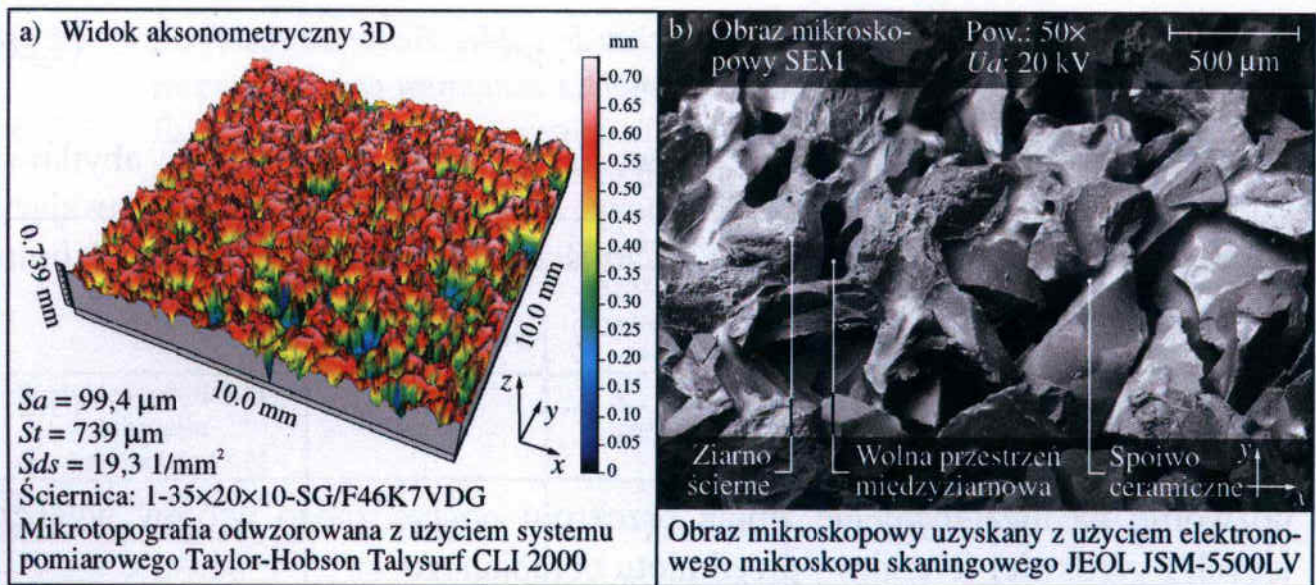 a) Widok aksonometryczny 3D
mm
0.70
0.65
0.60
0.55
0.50
0.45
0.40
0.35
0.30
0.25
0.20
0.15
0.10
0.05
0
0.739 mm
10.0 mm
10.0 mm
z
y
x
Sa = 99,4 μm
St = 739 μm
Sds = 19,3 1/mm²
Ściernica: 1-35×20×10-SG/F46K7VDG
Mikrotopografia odwzorowana z użyciem systemu
pomiarowego Taylor-Hobson Talysurf CLI 2000
b) Obraz mikrosko-
powy SEM
Pow.: 50×
Ua: 20 kV
500 μm
Ziarno
ścierne
Wolna przestrzeń
międzyziarnowa
Spoiwo
ceramiczne
y
x
Obraz mikroskopowy uzyskany z użyciem elektrono-
wego mikroskopu skaningowego JEOL JSM-5500LV